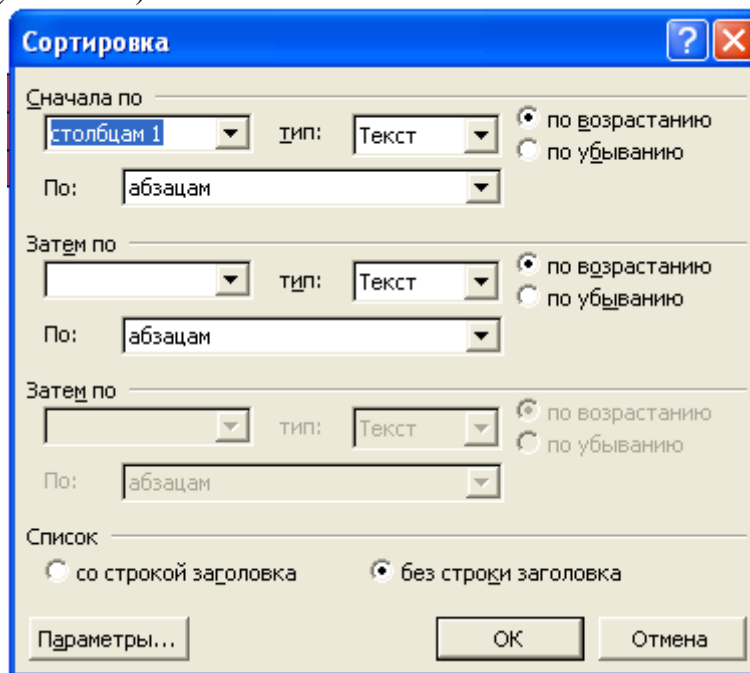 Сортировка
Сначала по
столбцам 1 тип: Текст по возрастанию
по убыванию
По: абзацам
Затем по
тип: Текст по возрастанию
по убыванию
По: абзацам
Затем по
тип: Текст по возрастанию
по убыванию
По: абзацам
Список
со строкой заголовка без строки заголовка
Параметры... ОК Отмена